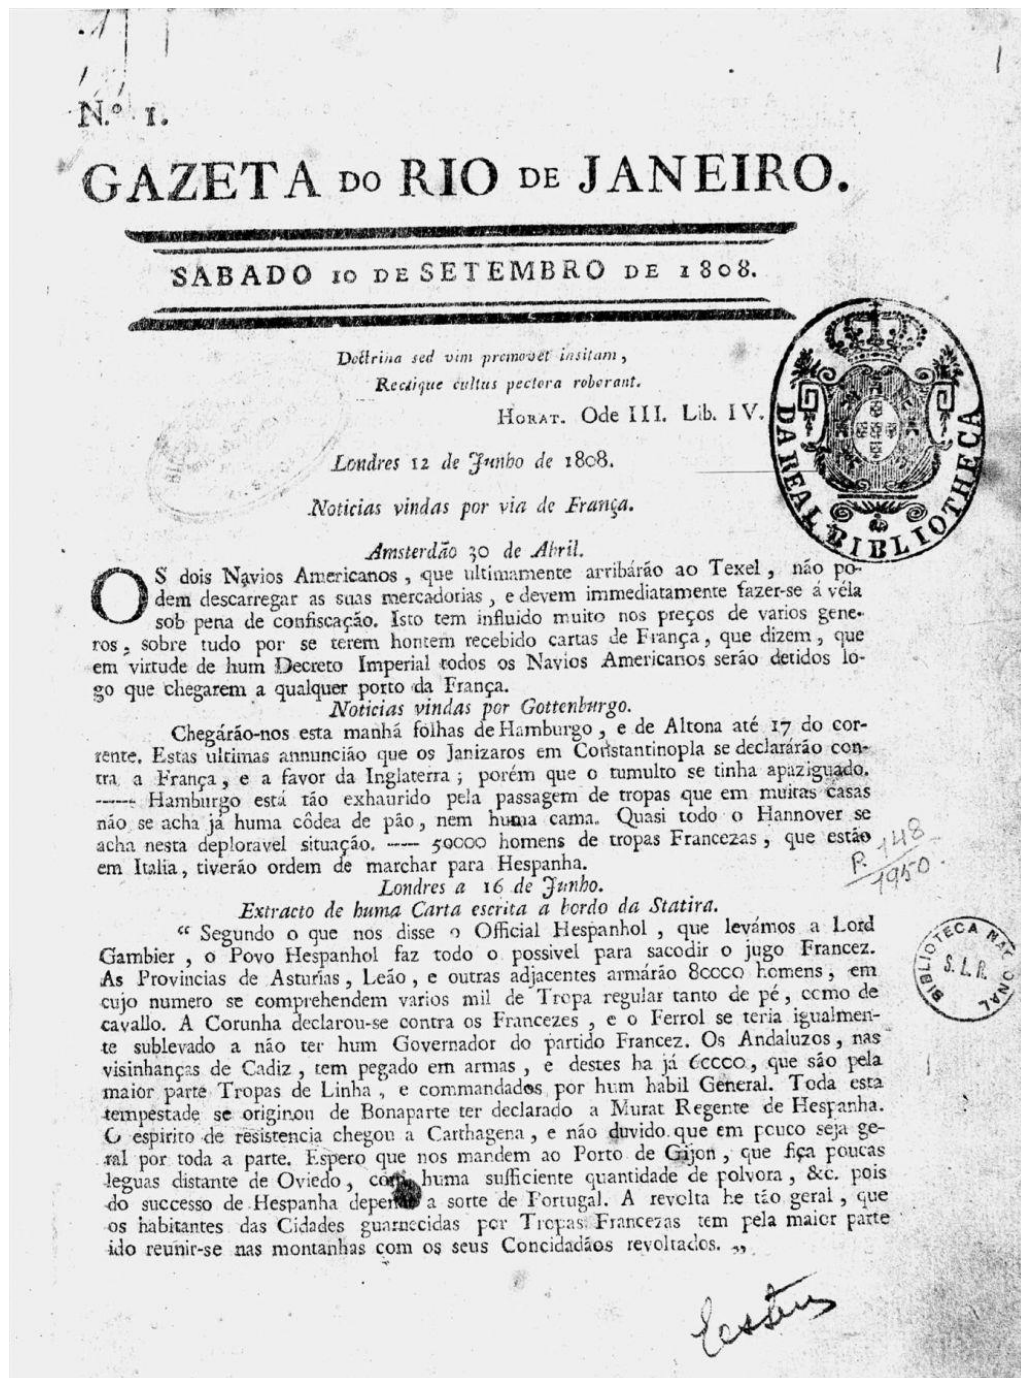 N.º 1.
GAZETA DO RIO DE JANEIRO.
SABADO 10 DE SETEMBRO DE 1808.
Doctrina sed vim premovet insitam,
Rectique cultus pectora roborant.
HORAT. Ode III. Lib. IV.
DA REAL BIBLIOTHECA
Londres 12 de Junho de 1808.
Noticias vindas por via de França.
Amsterdão 30 de Abril.
OS dois Navios Americanos, que ultimamente arribárão ao Texel, não po-
dem descarregar as suas mercadorias, e devem immediatamente fazer-se á véla
sob pena de confiscação. Isto tem influido muito nos preços de varios gene-
ros, sobre tudo por se terem hontem recebido cartas de França, que dizem, que
em virtude de hum Decreto Imperial todos os Navios Americanos serão detidos lo-
go que chegarem a qualquer porto da França.
Noticias vindas por Gottenburgo.
Chegárão-nos esta manhá folhas de Hamburgo, e de Altona até 17 do cor-
rente. Estas ultimas annuncião que os Janizaros em Constantinopla se declarárão con-
tra a França, e a favor da Inglaterra; porém que o tumulto se tinha apaziguado.
----- Hamburgo está tão exhaurido pela passagem de tropas que em muitas casas
não se acha já huma côdea de pão, nem huma cama. Quasi todo o Hannover se
acha nesta deploravel situação. ---- 50000 homens de tropas Francezas, que estão
em Italia, tiverão ordem de marchar para Hespanha.
P. 148
1950
Londres a 16 de Junho.
Extracto de huma Carta escrita a bordo da Statira.
“ Segundo o que nos disse o Official Hespanhol, que levámos a Lord
Gambier, o Povo Hespanhol faz todo o possivel para sacodir o jugo Francez.
As Provincias de Asturias, Leão, e outras adjacentes armárão 80000 homens, em
cujo numero se comprehendem varios mil de Tropa regular tanto de pé, como de
cavallo. A Corunha declarou-se contra os Francezes, e o Ferrol se teria igualmen-
te sublevado a não ter hum Governador do partido Francez. Os Andaluzos, nas
visinhanças de Cadiz, tem pegado em armas, e destes ha já 60000, que são pela
maior parte Tropas de Linha, e commandados por hum habil General. Toda esta
tempestade se originou de Bonaparte ter declarado a Murat Regente de Hespanha.
O espirito de resistencia chegou a Carthagena, e não duvido que em pouco seja ge-
ral por toda a parte. Espero que nos mandem ao Porto de Gijon, que fica poucas
leguas distante de Oviedo, com huma sufficiente quantidade de polvora, &c. pois
do successo de Hespanha depende a sorte de Portugal. A revolta he tão geral, que
os habitantes das Cidades guarnecidas por Tropas Francezas tem pela maior parte
ido reunir-se nas montanhas com os seus Concidadãos revoltados. „
BIBLIOTECA NACIONAL
S.L.R.